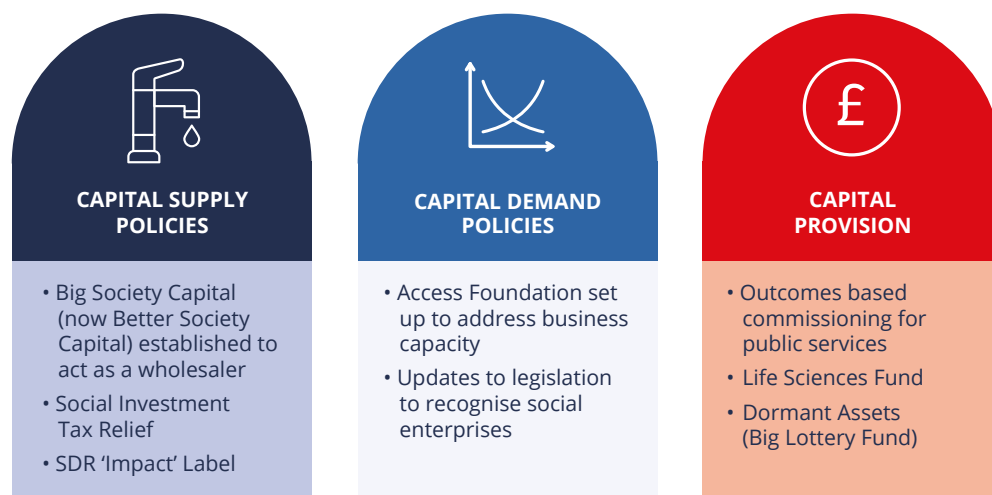 CAPITAL SUPPLY
POLICIES
• Big Society Capital
(now Better Society
Capital) established to
act as a wholesaler
• Social Investment
Tax Relief
• SDR ‘Impact’ Label
CAPITAL DEMAND
POLICIES
• Access Foundation set
up to address business
capacity
• Updates to legislation
to recognise social
enterprises
£
CAPITAL
PROVISION
• Outcomes based
commissioning for
public services
• Life Sciences Fund
• Dormant Assets
(Big Lottery Fund)